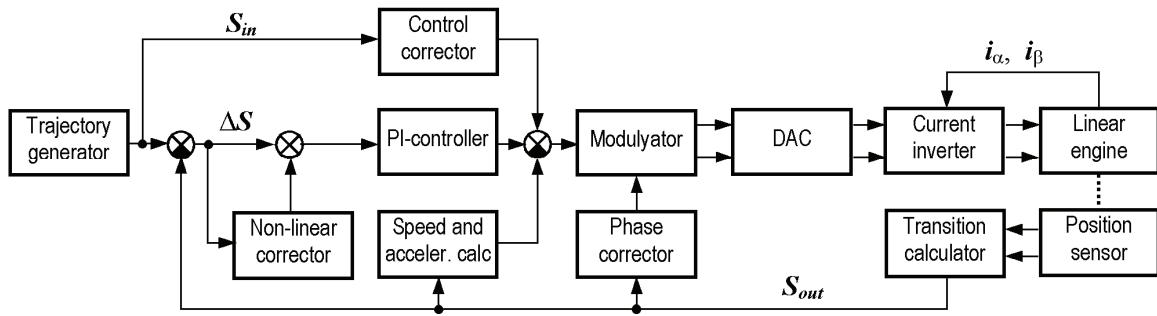 S_in
Control
corrector
i_α, i_β
Trajectory
generator
ΔS
PI-controller
Modulyator
DAC
Current
inverter
Linear
engine
Non-linear
corrector
Speed and
acceler. calc
Phase
corrector
Transition
calculator
Position
sensor
S_out